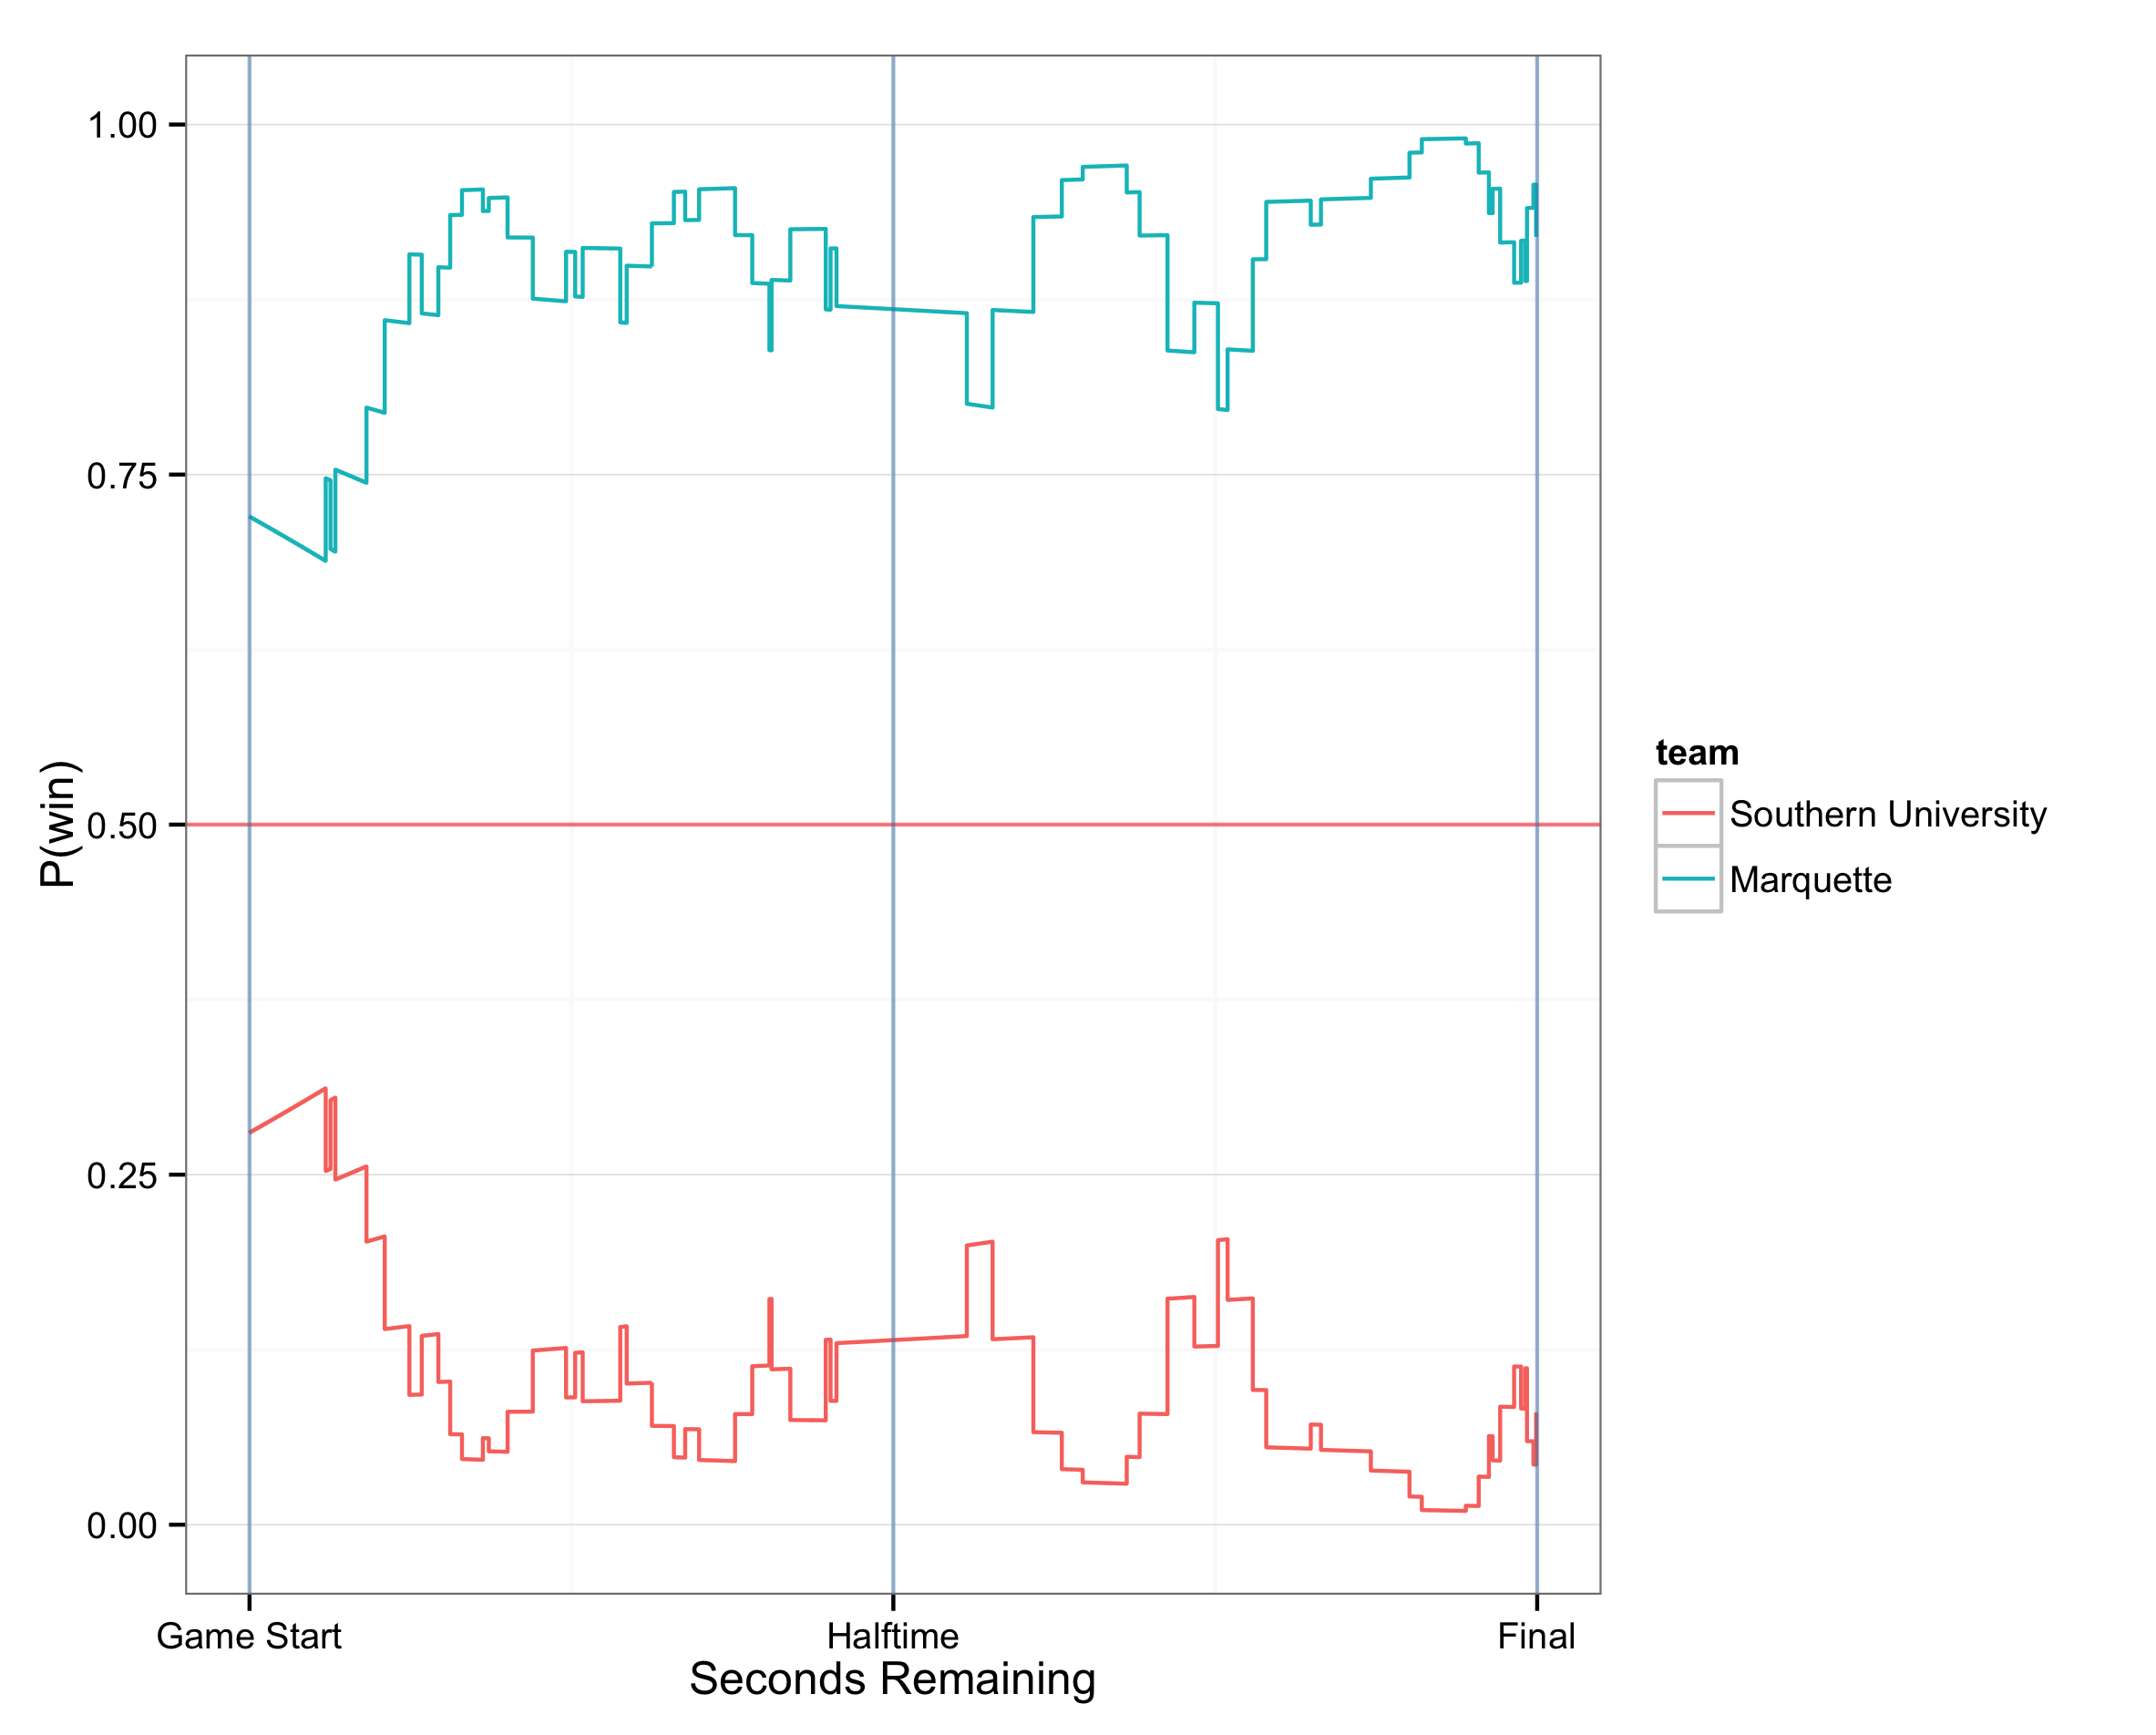 1.00
0.75
0.50
0.25
0.00
P(win)
Game Start
Halftime
Final
Seconds Remaining
team
Southern University
Marquette